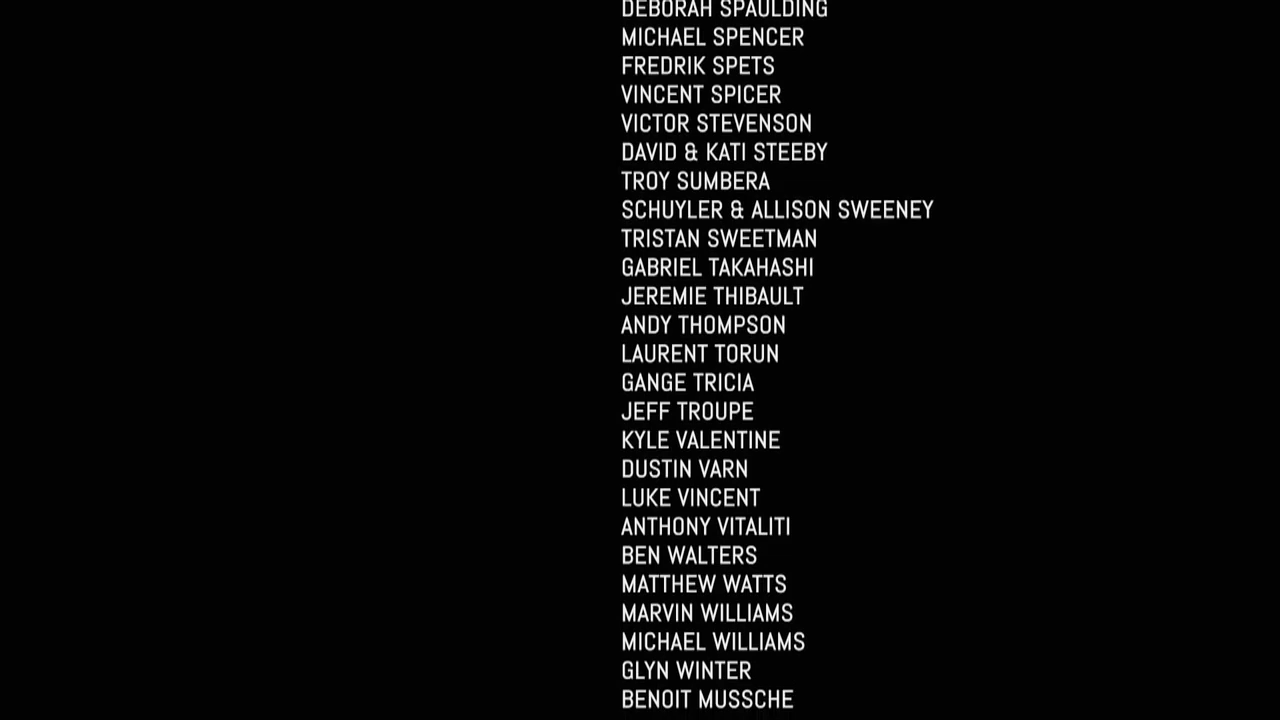 DEBORAH SPAULDING
MICHAEL SPENCER
FREDRIK SPETS
VINCENT SPICER
VICTOR STEVENSON
DAVID & KATI STEEBY
TROY SUMBERA
SCHUYLER & ALLISON SWEENEY
TRISTAN SWEETMAN
GABRIEL TAKAHASHI
JEREMIE THIBAULT
ANDY THOMPSON
LAURENT TORUN
GANGE TRICIA
JEFF TROUPE
KYLE VALENTINE
DUSTIN VARN
LUKE VINCENT
ANTHONY VITALITI
BEN WALTERS
MATTHEW WATTS
MARVIN WILLIAMS
MICHAEL WILLIAMS
GLYN WINTER
BENOIT MUSSCHE